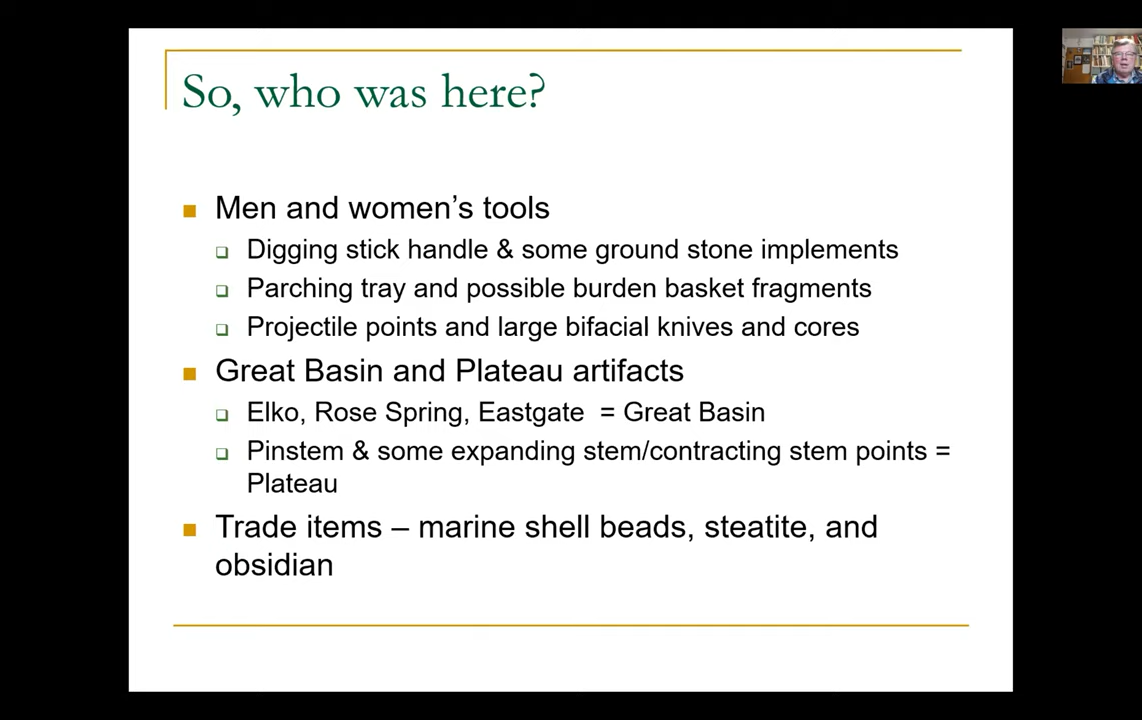 So, who was here?
Men and women's tools
Digging stick handle & some ground stone implements
Parching tray and possible burden basket fragments
Projectile points and large bifacial knives and cores
Great Basin and Plateau artifacts
Elko, Rose Spring, Eastgate = Great Basin
Pinstem & some expanding stem/contracting stem points =
Plateau
Trade items – marine shell beads, steatite, and
obsidian